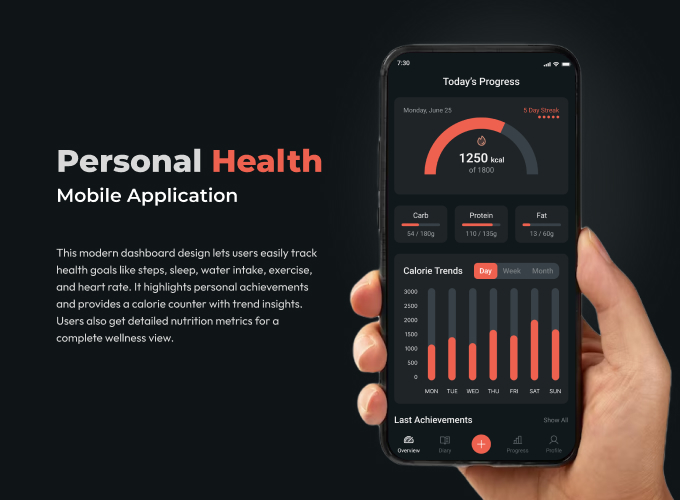 Personal Health
Mobile Application
This modern dashboard design lets users easily track
health goals like steps, sleep, water intake, exercise,
and heart rate. It highlights personal achievements
and provides a calorie counter with trend insights.
Users also get detailed nutrition metrics for a
complete wellness view.
7:30
Today's Progress
Monday, June 25
5 Day Streak
1250 kcal
of 1800
Carb
Protein
Fat
54 / 180g
110 / 135g
13 / 60g
Calorie Trends
Day
Week
Month
3000
2500
2000
1500
1000
500
0
MON TUE WED THU FRI SAT SUN
Last Achievements
Show All
Overview
Diary
Progress
Profile